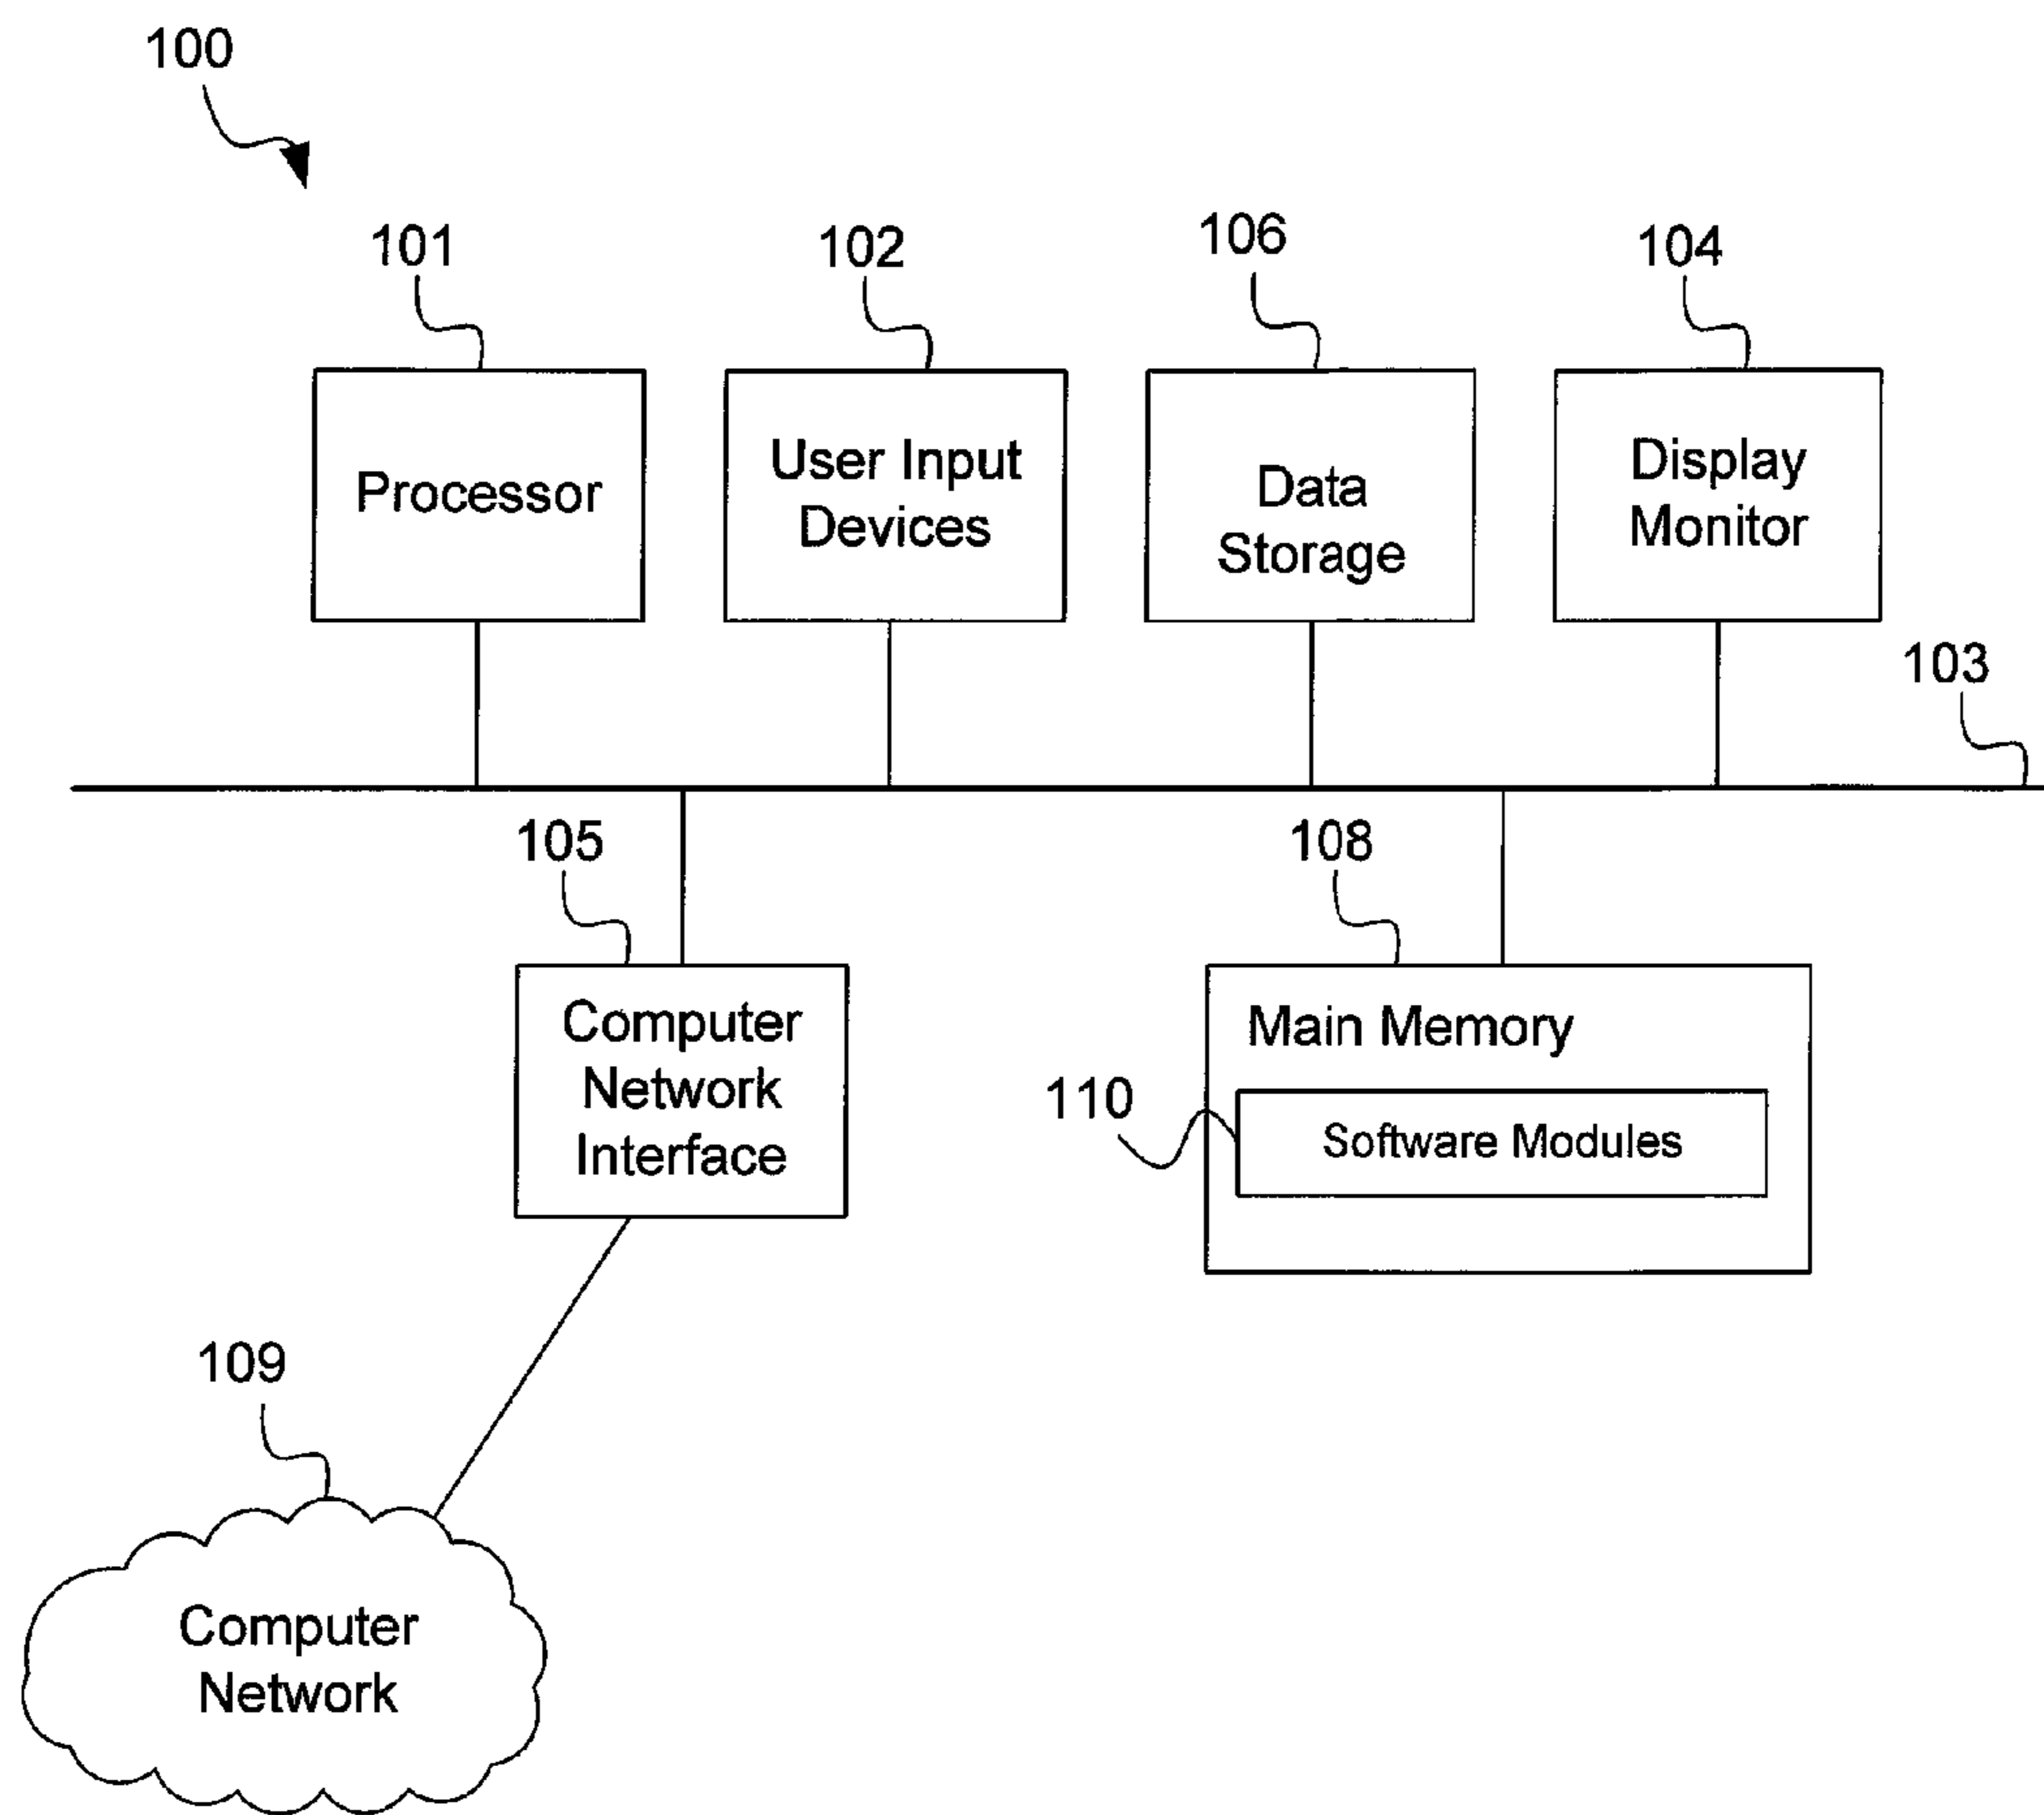 100
101
102
106
104
Processor
User Input
Devices
Data
Storage
Display
Monitor
103
105
108
Computer
Network
Interface
Main Memory
110
Software Modules
109
Computer
Network